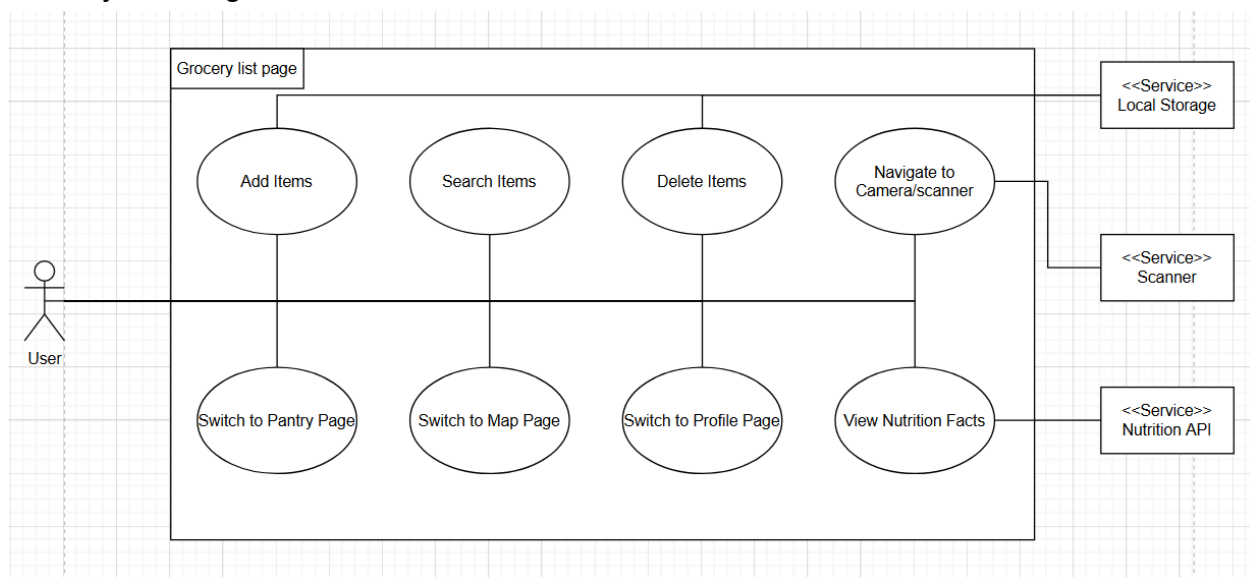 Grocery list page
<<Service>>
Local Storage
Add Items
Search Items
Delete Items
Navigate to
Camera/scanner
<<Service>>
Scanner
User
Switch to Pantry Page
Switch to Map Page
Switch to Profile Page
View Nutrition Facts
<<Service>>
Nutrition API